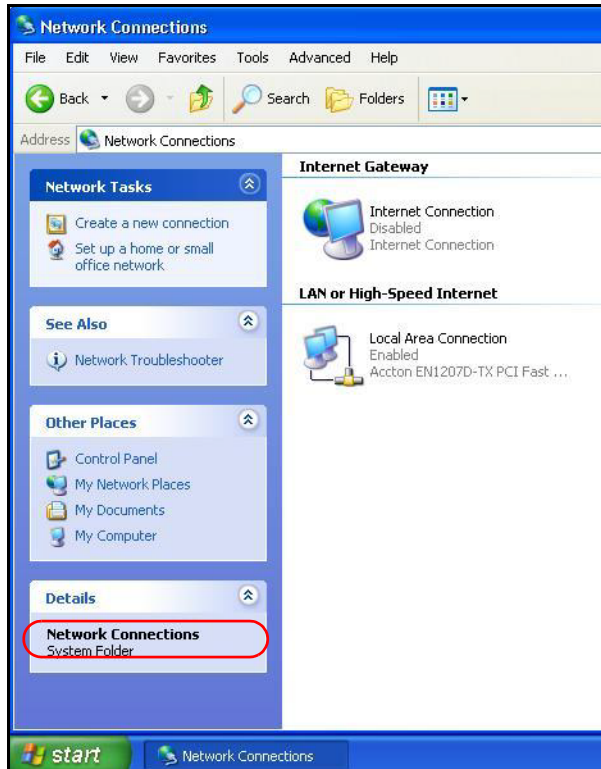 Network Connections
File Edit View Favorites Tools Advanced Help
Back Search Folders
Address Network Connections
Network Tasks
Create a new connection
Set up a home or small
office network
See Also
Network Troubleshooter
Other Places
Control Panel
My Network Places
My Documents
My Computer
Details
Network Connections
System Folder
Internet Gateway
Internet Connection
Disabled
Internet Connection
LAN or High-Speed Internet
Local Area Connection
Enabled
Accton EN1207D-TX PCI Fast ...
start Network Connections